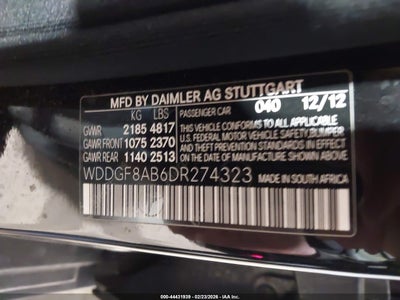 MFD BY DAIMLER AG STUTTGART
KG LBS
PASSENGER CAR 040 12/12
GVWR 2185 4817
GAWR FRONT 1075 2370
GAWR REAR 1140 2513
THIS VEHICLE CONFORMS TO ALL APPLICABLE
U.S. FEDERAL MOTOR VEHICLE SAFETY, BUMPER,
AND THEFT PREVENTION STANDARDS IN
EFFECT ON THE DATE OF MANUFACTURE
SHOWN ABOVE.
WDDGF8AB6DR274323
MADE IN SOUTH AFRICA
000-44431939 - 02/23/2026 - IAA, Inc.